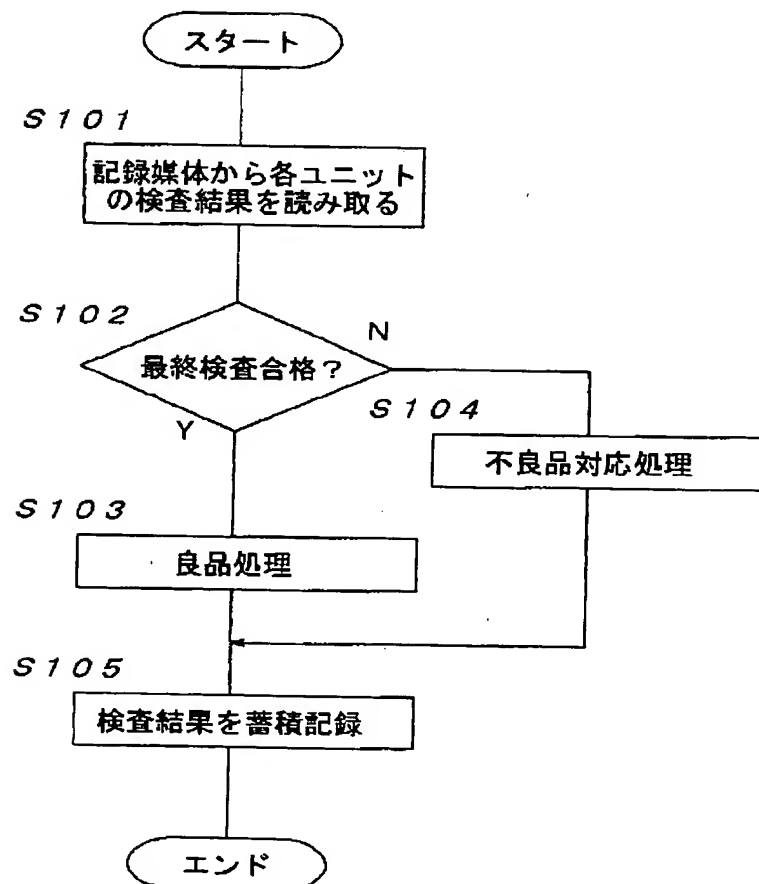 スタート
S101
記録媒体から各ユニット
の検査結果を読み取る
S102
最終検査合格?
N
Y
S104
不良品対応処理
S103
良品処理
S105
検査結果を蓄積記録
エンド